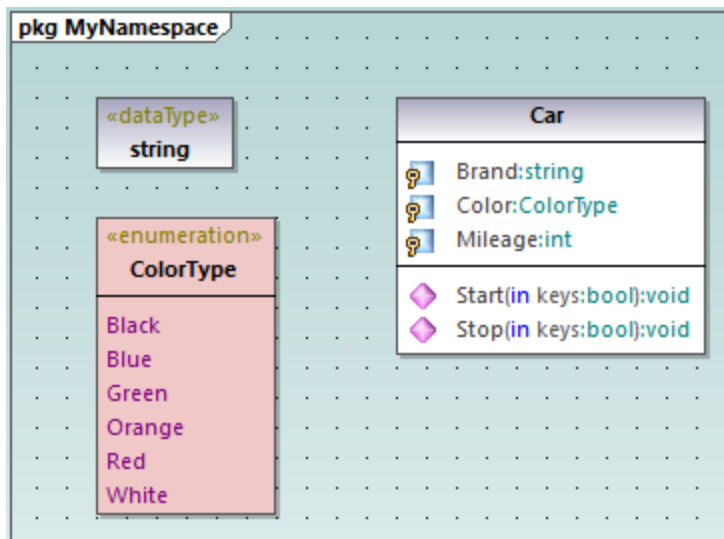 pkg MyNamespace
«dataType»
string
«enumeration»
ColorType
Black
Blue
Green
Orange
Red
White
Car
Brand:string
Color:ColorType
Mileage:int
Start(in keys:bool):void
Stop(in keys:bool):void